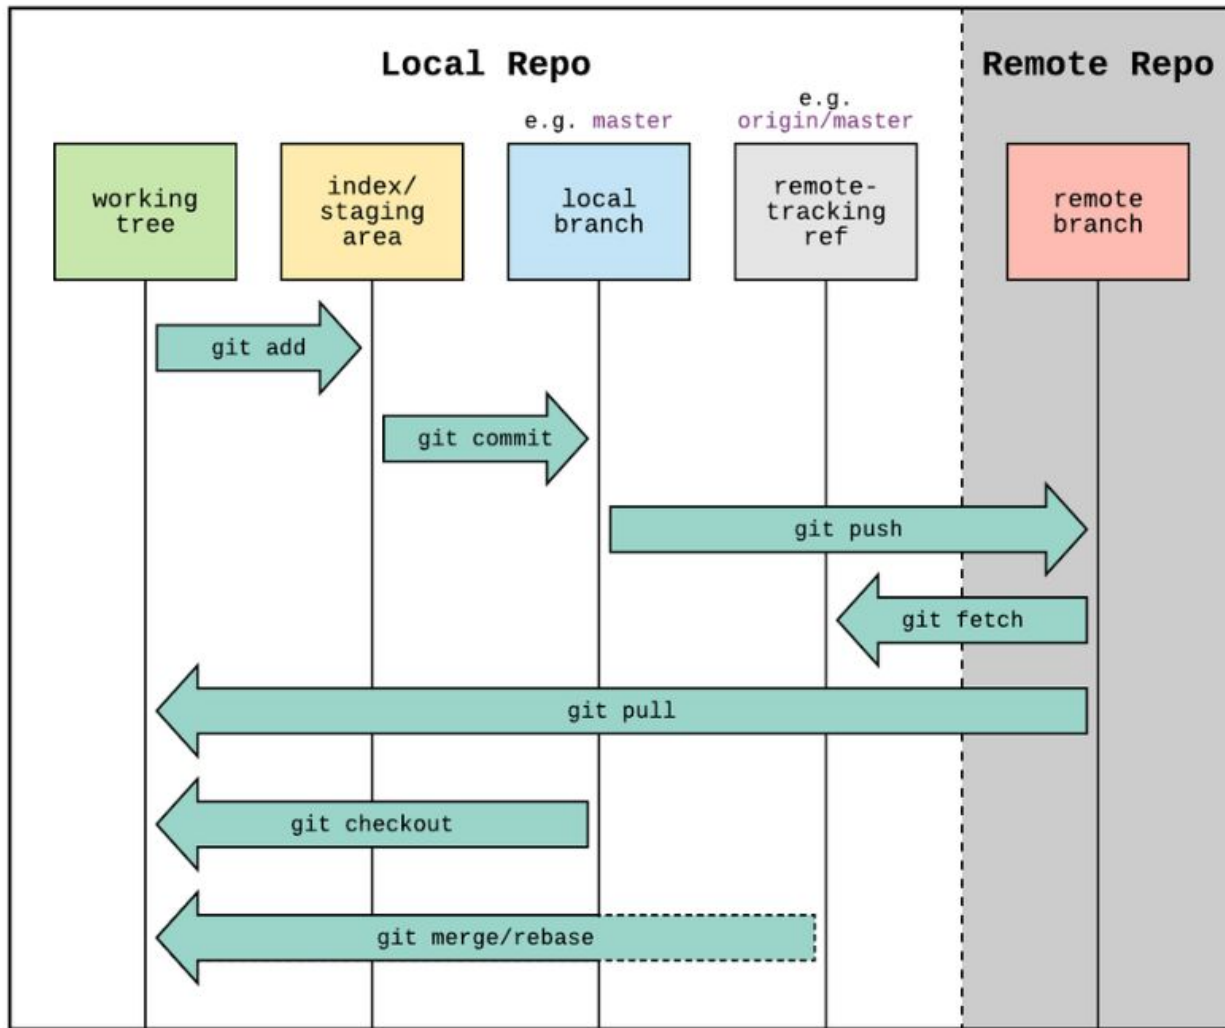 Local Repo
Remote Repo
e.g. master
e.g.
origin/master
working
tree
index/
staging
area
local
branch
remote-
tracking
ref
remote
branch
git add
git commit
git push
git fetch
git pull
git checkout
git merge/rebase